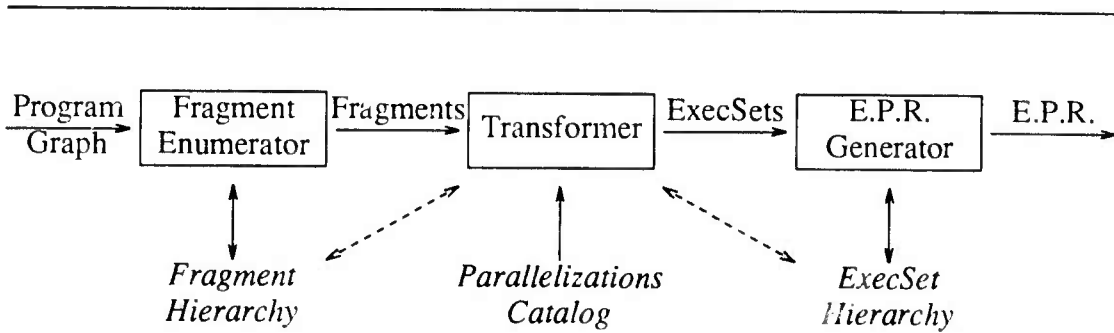 Program
Graph
Fragment
Enumerator
Fragments
Transformer
ExecSets
E.P.R.
Generator
E.P.R.
Fragment
Hierarchy
Parallelizations
Catalog
ExecSet
Hierarchy